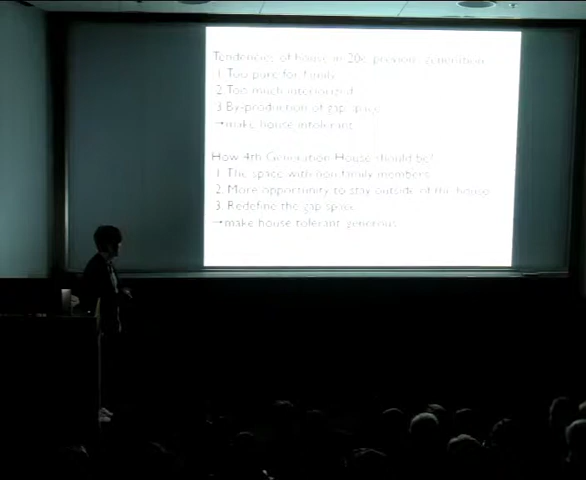 Tendencies of house in 20c previous generation
1. Too pure for family
2. Too much interiorized
3. By-production of gap space
→make house intolerant
How 4th Generation House should be?
1. The space with non family members
2. More opportunity to stay outside of the house
3. Redefine the gap space
→make house tolerant generous